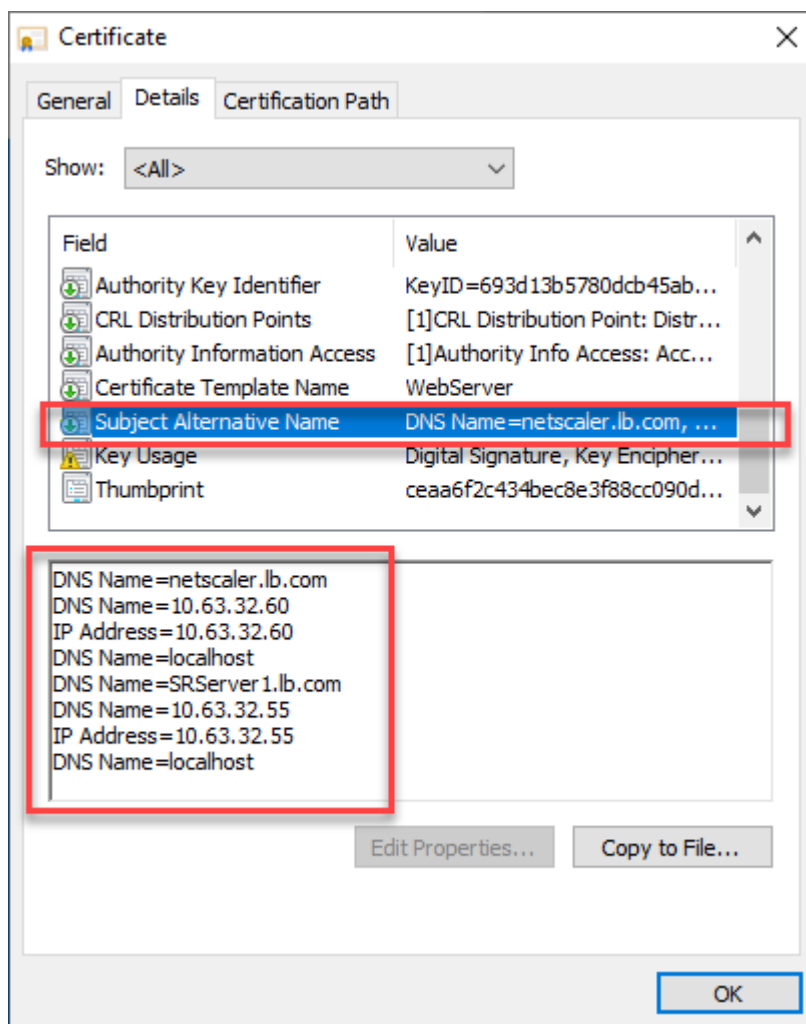 Certificate
General Details Certification Path
Show: <All>
Field Value
Authority Key Identifier KeyID=693d13b5780dcb45ab...
CRL Distribution Points [1]CRL Distribution Point: Distr...
Authority Information Access [1]Authority Info Access: Acc...
Certificate Template Name WebServer
Subject Alternative Name DNS Name=netscaler.lb.com, ...
Key Usage Digital Signature, Key Encipher...
Thumbprint ceaa6f2c434bec8e3f88cc090d...
DNS Name=netscaler.lb.com
DNS Name=10.63.32.60
IP Address=10.63.32.60
DNS Name=localhost
DNS Name=SRServer1.lb.com
DNS Name=10.63.32.55
IP Address=10.63.32.55
DNS Name=localhost
Edit Properties... Copy to File...
OK